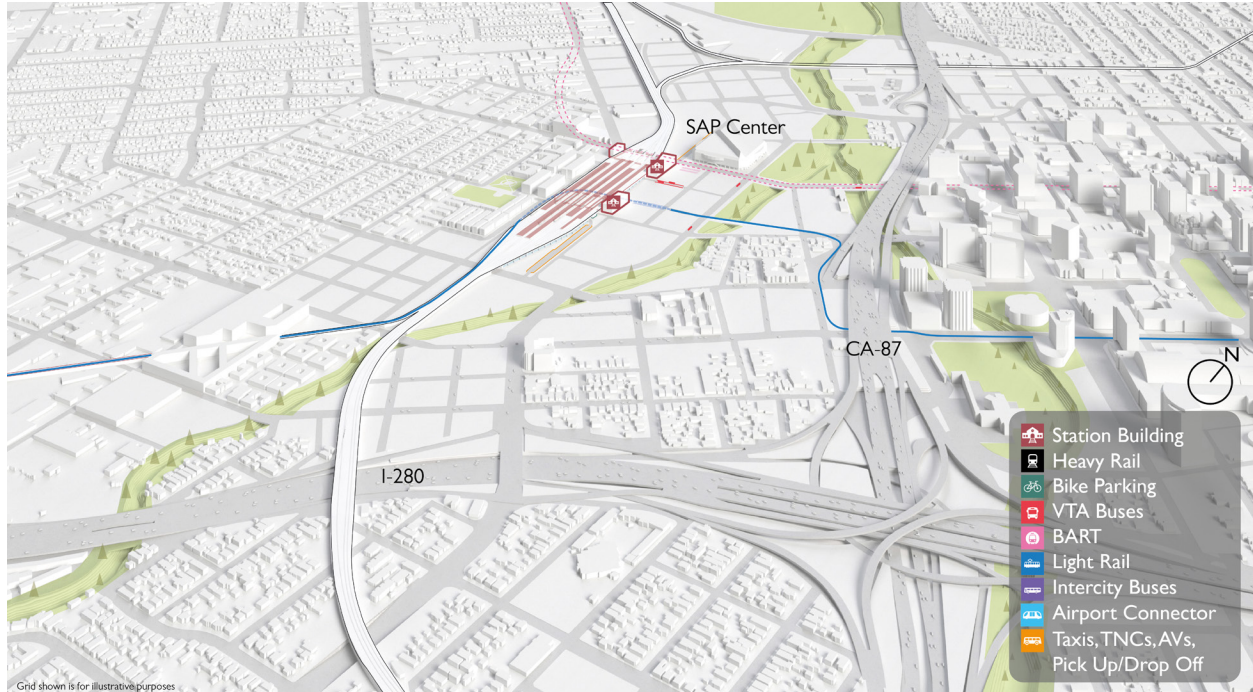 SAP Center
CA-87
N
I-280
Station Building
Heavy Rail
Bike Parking
VTA Buses
BART
Light Rail
Intercity Buses
Airport Connector
Taxis, TNCs, AVs,
Pick Up/Drop Off
Grid shown is for illustrative purposes